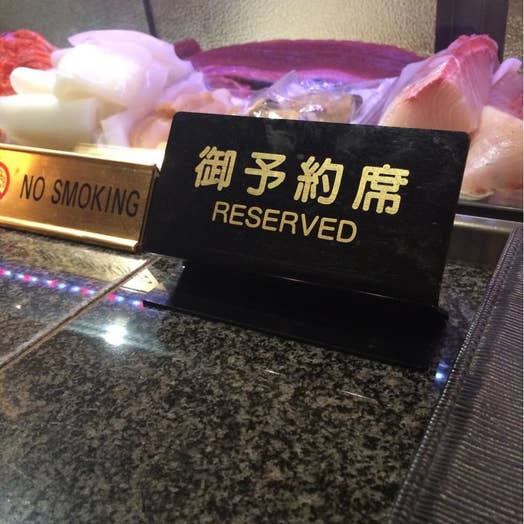 NO SMOKING
御予約席
RESERVED